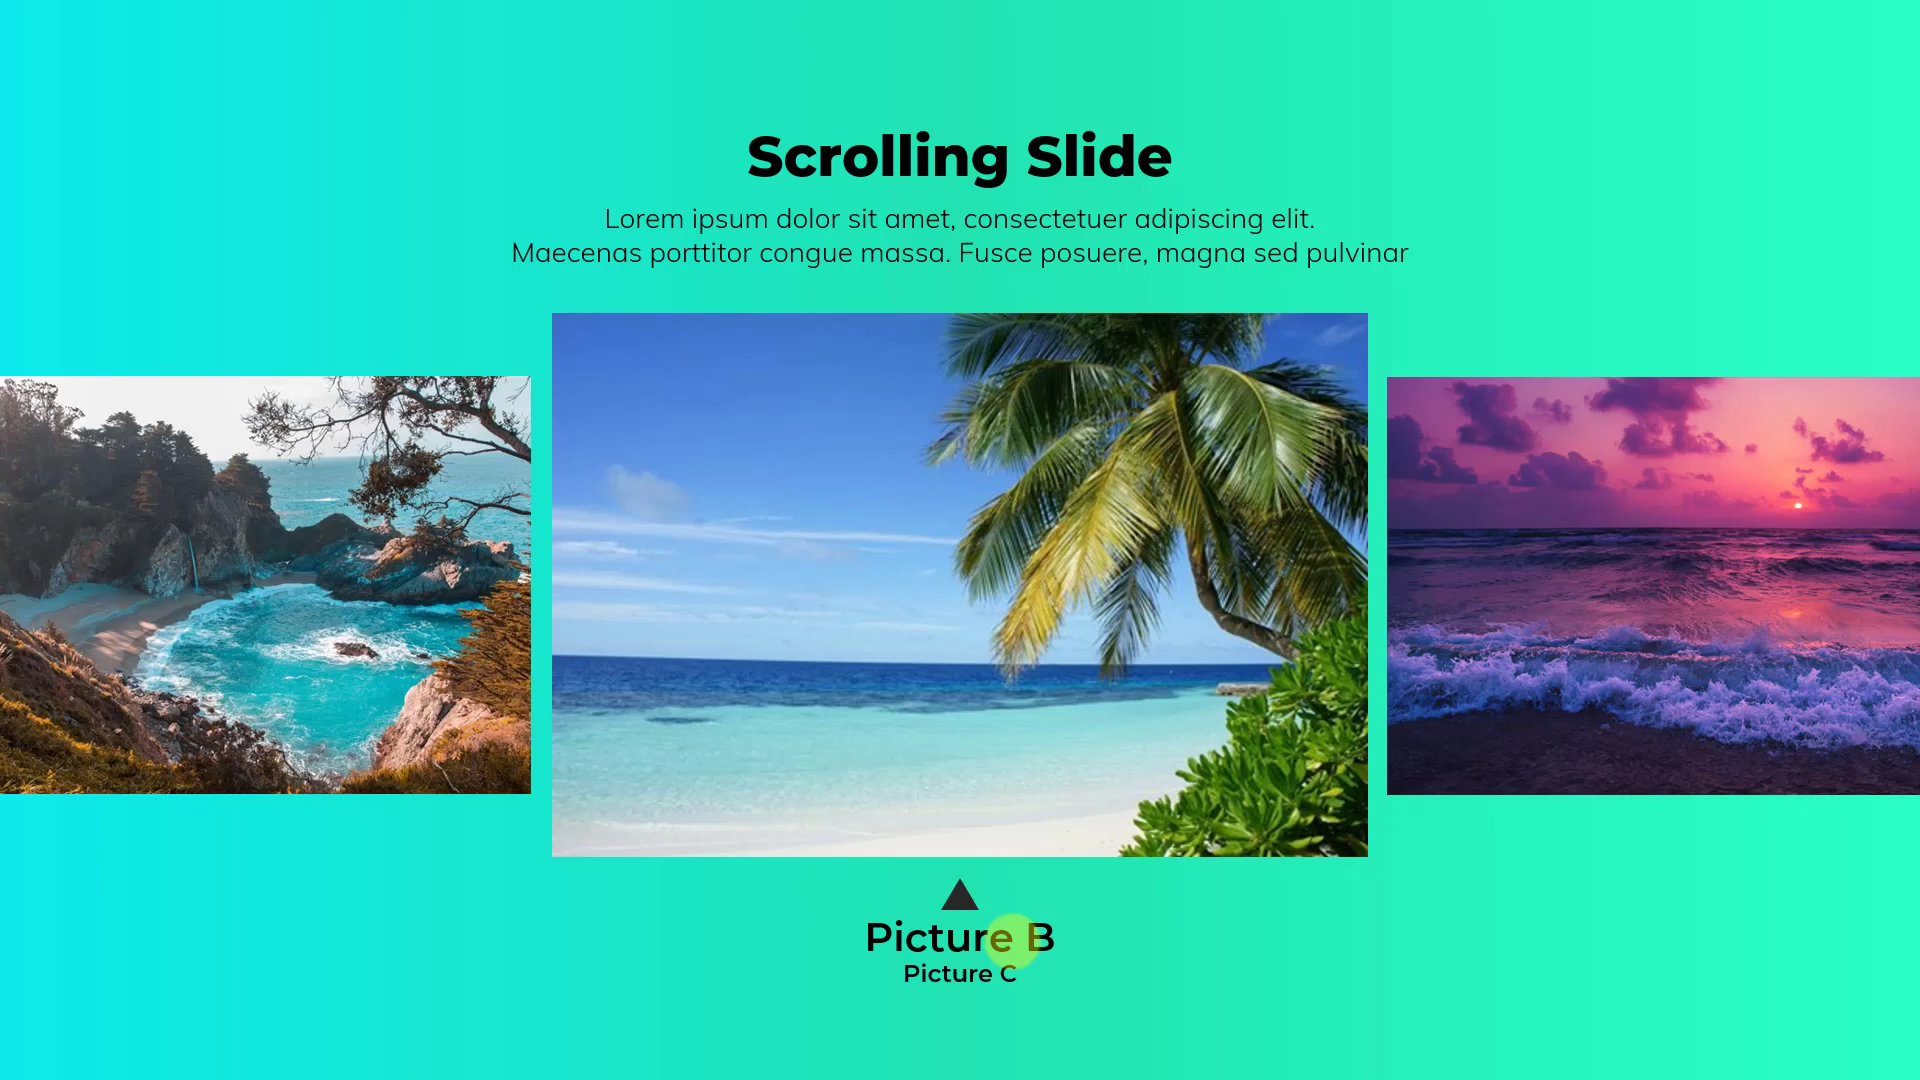 Scrolling Slide
Lorem ipsum dolor sit amet, consectetuer adipiscing elit.
Maecenas porttitor congue massa. Fusce posuere, magna sed pulvinar
Picture B
Picture C